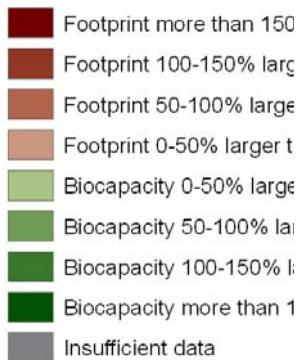 Footprint more than 150
Footprint 100-150% larg
Footprint 50-100% large
Footprint 0-50% larger t
Biocapacity 0-50% large
Biocapacity 50-100% la
Biocapacity 100-150% l
Biocapacity more than 1
Insufficient data